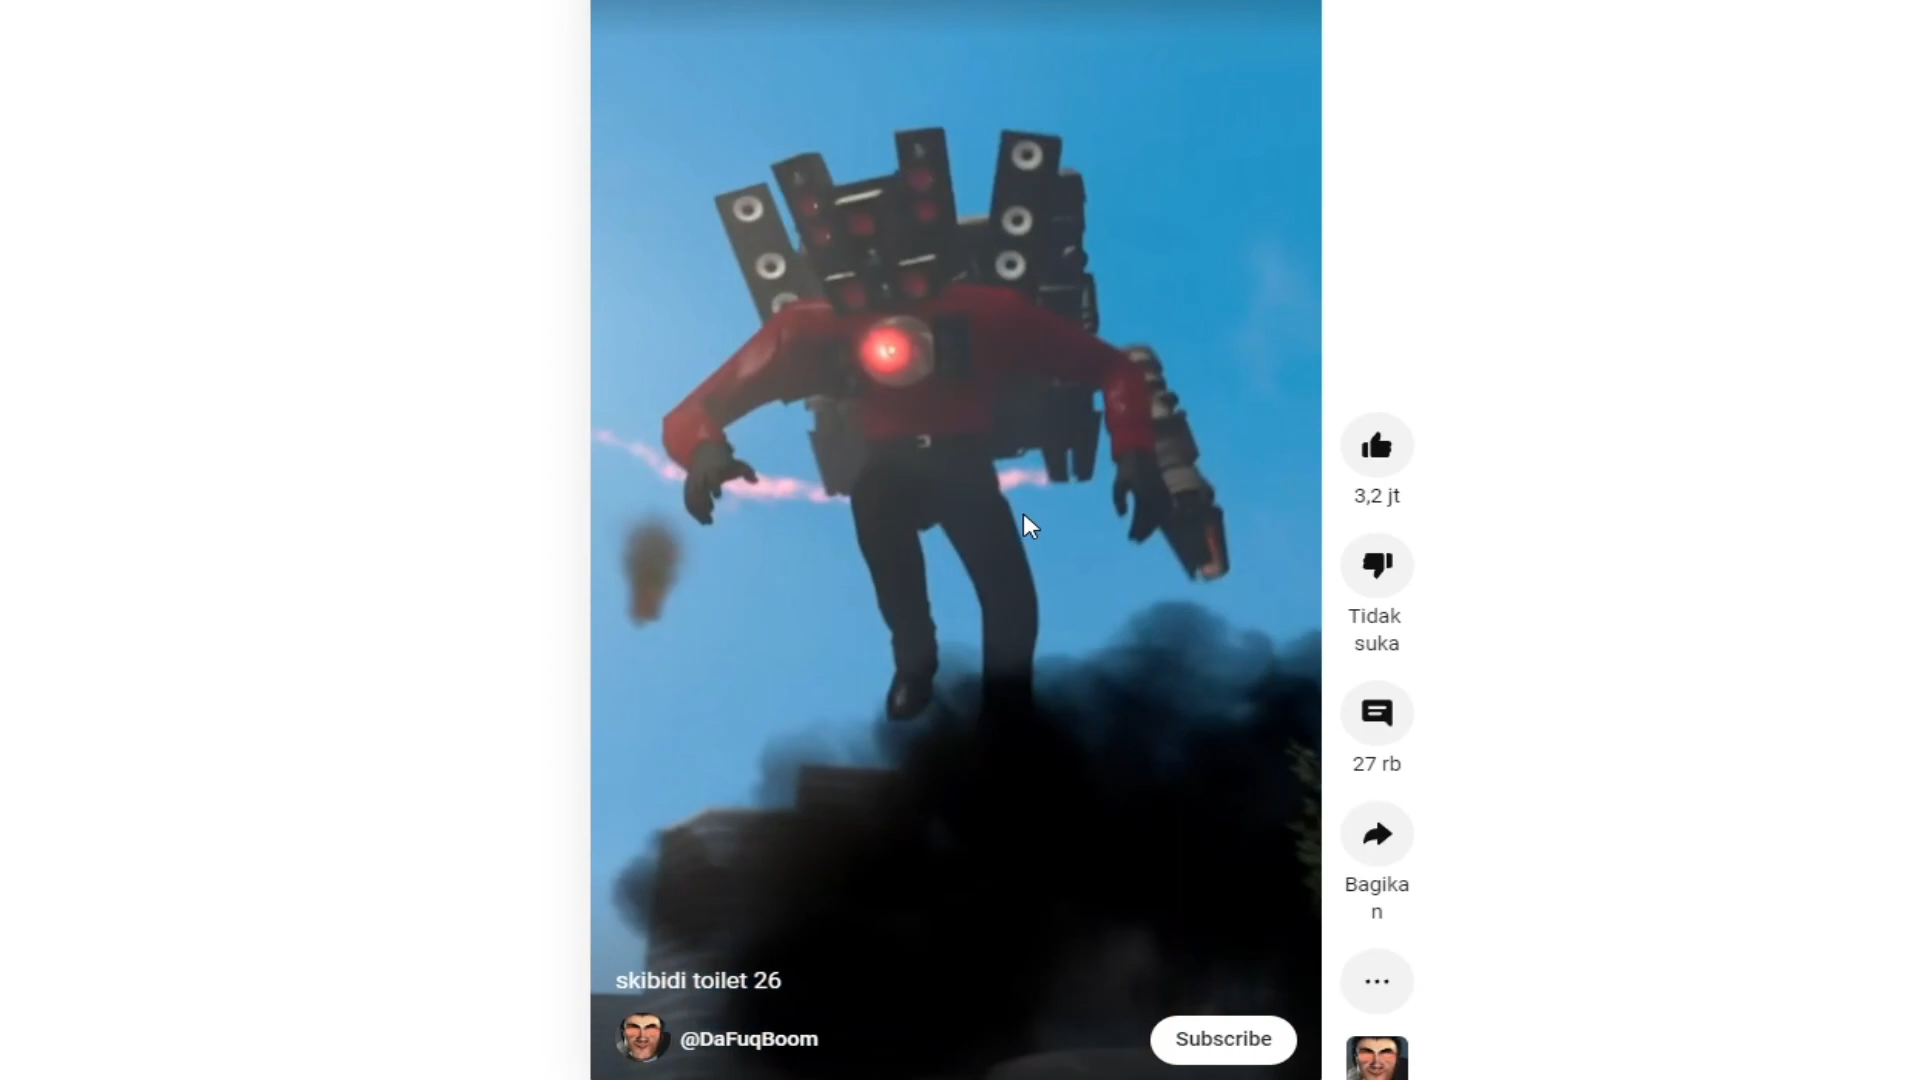 3,2 jt
Tidak
suka
27 rb
Bagika
n
skibidi toilet 26
@DaFuqBoom
Subscribe